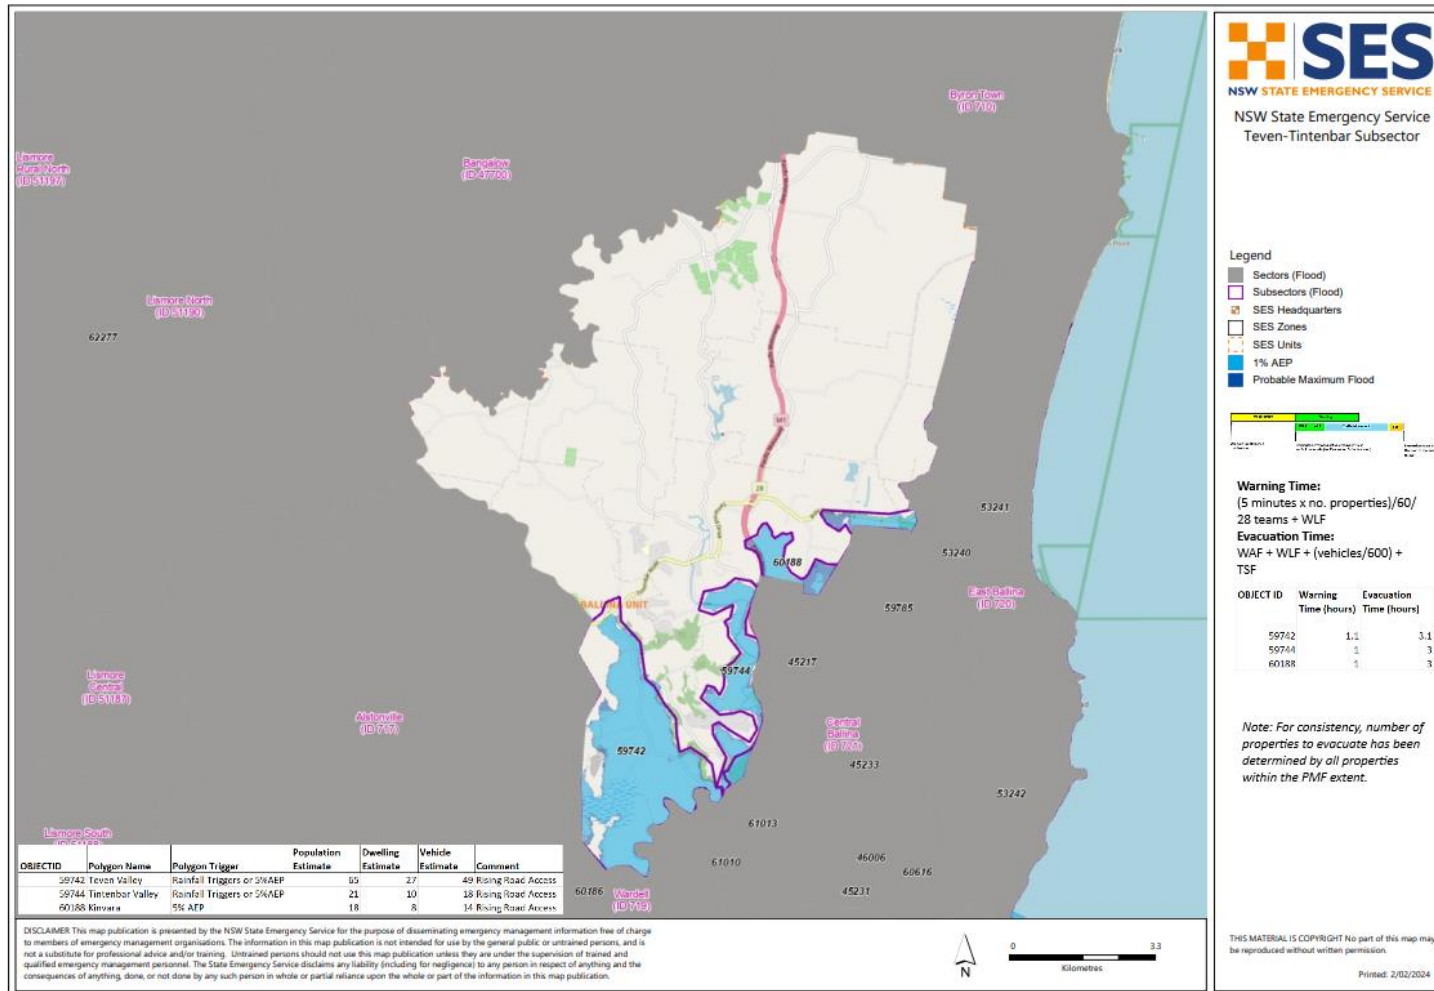 Byron Town
(ID 710)
Lismore
Rural North
(ID 51197)
Bangalow
(ID 47700)
Lismore North
(ID 51190)
62277
M1
28
53241
53240
60188
East Ballina
(ID 720)
59785
BALLINA UNIT
45217
59744
Lismore
Central
(ID 51187)
Alstonville
(ID 717)
Central
Ballina
(ID 721)
59742
45233
53242
61013
Lismore South
61010
46006
60616
60186
Wardell
(ID 719)
45231
OBJECTID Polygon Name Polygon Trigger Population Estimate Dwelling Estimate Vehicle Estimate Comment
59742 Teven Valley Rainfall Triggers or 5%AEP 65 27 49 Rising Road Access
59744 Tintenbar Valley Rainfall Triggers or 5%AEP 21 10 18 Rising Road Access
60188 Kinvara 5% AEP 18 8 14 Rising Road Access
DISCLAIMER This map publication is presented by the NSW State Emergency Service for the purpose of disseminating emergency management information free of charge
to members of emergency management organisations. The information in this map publication is not intended for use by the general public or untrained persons, and is
not a substitute for professional advice and/or training. Untrained persons should not use this map publication unless they are under the supervision of trained and
qualified emergency management personnel. The State Emergency Service disclaims any liability (including for negligence) to any person in respect of anything and the
consequences of anything, done, or not done by any such person in whole or partial reliance upon the whole or part of the information in this map publication.
N
0 3.3
Kilometres
SES
NSW STATE EMERGENCY SERVICE
NSW State Emergency Service
Teven-Tintenbar Subsector
Legend
Sectors (Flood)
Subsectors (Flood)
SES Headquarters
SES Zones
SES Units
1% AEP
Probable Maximum Flood
Warning Time:
(5 minutes x no. properties)/60/
28 teams + WLF
Evacuation Time:
WAF + WLF + (vehicles/600) +
TSF
OBJECT ID Warning Evacuation
Time (hours) Time (hours)
59742 1.1 3.1
59744 1 3
60188 1 3
Note: For consistency, number of
properties to evacuate has been
determined by all properties
within the PMF extent.
THIS MATERIAL IS COPYRIGHT No part of this map may
be reproduced without written permission.
Printed: 2/02/2024